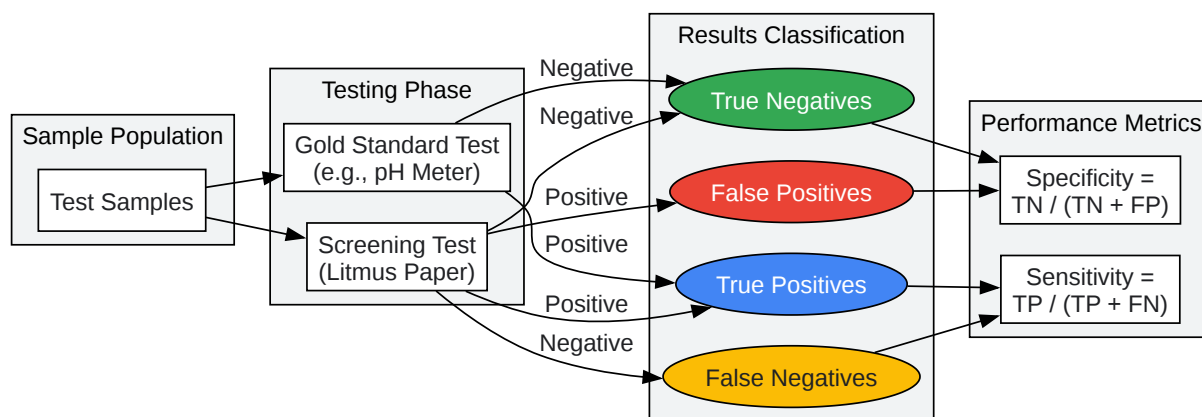 Sample Population
Test Samples
Testing Phase
Gold Standard Test
(e.g., pH Meter)
Screening Test
(Litmus Paper)
Negative
Negative
Positive
Positive
Positive
Negative
Results Classification
True Negatives
False Positives
True Positives
False Negatives
Performance Metrics
Specificity =
TN / (TN + FP)
Sensitivity =
TP / (TP + FN)